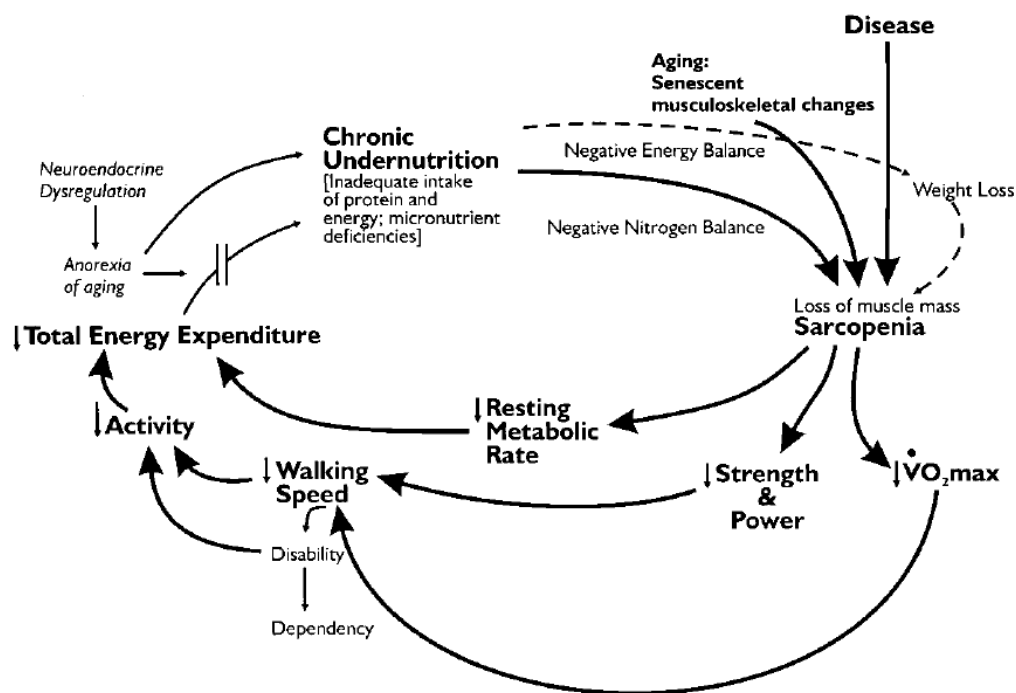 Disease
Aging:
Senescent
musculoskeletal changes
Chronic
Undernutrition
[Inadequate intake
of protein and
energy; micronutrient
deficiencies]
Negative Energy Balance
Negative Nitrogen Balance
Weight Loss
Neuroendocrine
Dysregulation
Anorexia
of aging
Loss of muscle mass
Sarcopenia
↓Total Energy Expenditure
↓Activity
↓Resting
Metabolic
Rate
↓Walking
Speed
↓Strength
&
Power
↓V̇O₂max
Disability
Dependency